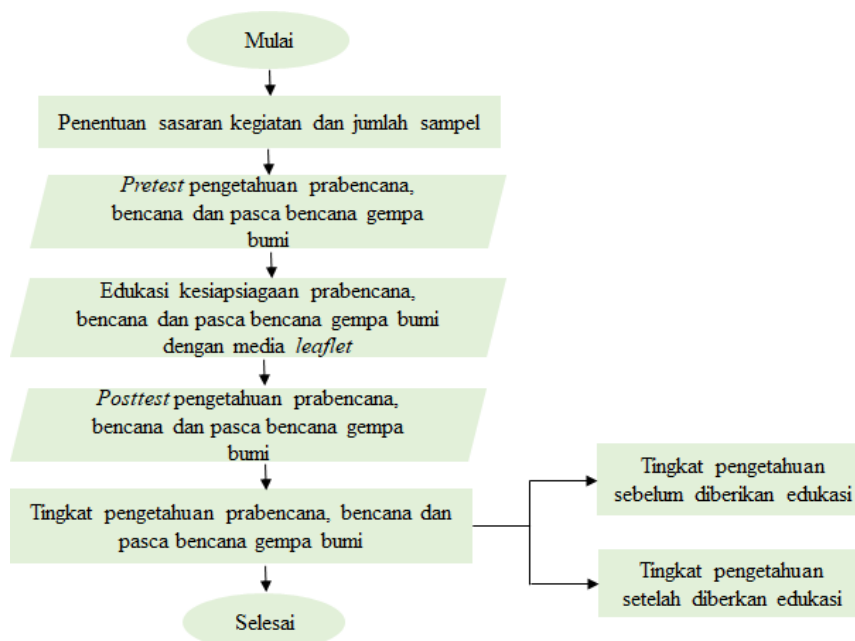 Mulai
Penentuan sasaran kegiatan dan jumlah sampel
Pretest pengetahuan prabencana,
bencana dan pasca bencana gempa
bumi
Edukasi kesiapsiagaan prabencana,
bencana dan pasca bencana gempa bumi
dengan media leaflet
Posttest pengetahuan prabencana,
bencana dan pasca bencana gempa
bumi
Tingkat pengetahuan prabencana, bencana dan
pasca bencana gempa bumi
Tingkat pengetahuan
sebelum diberikan edukasi
Tingkat pengetahuan
setelah diberkan edukasi
Selesai